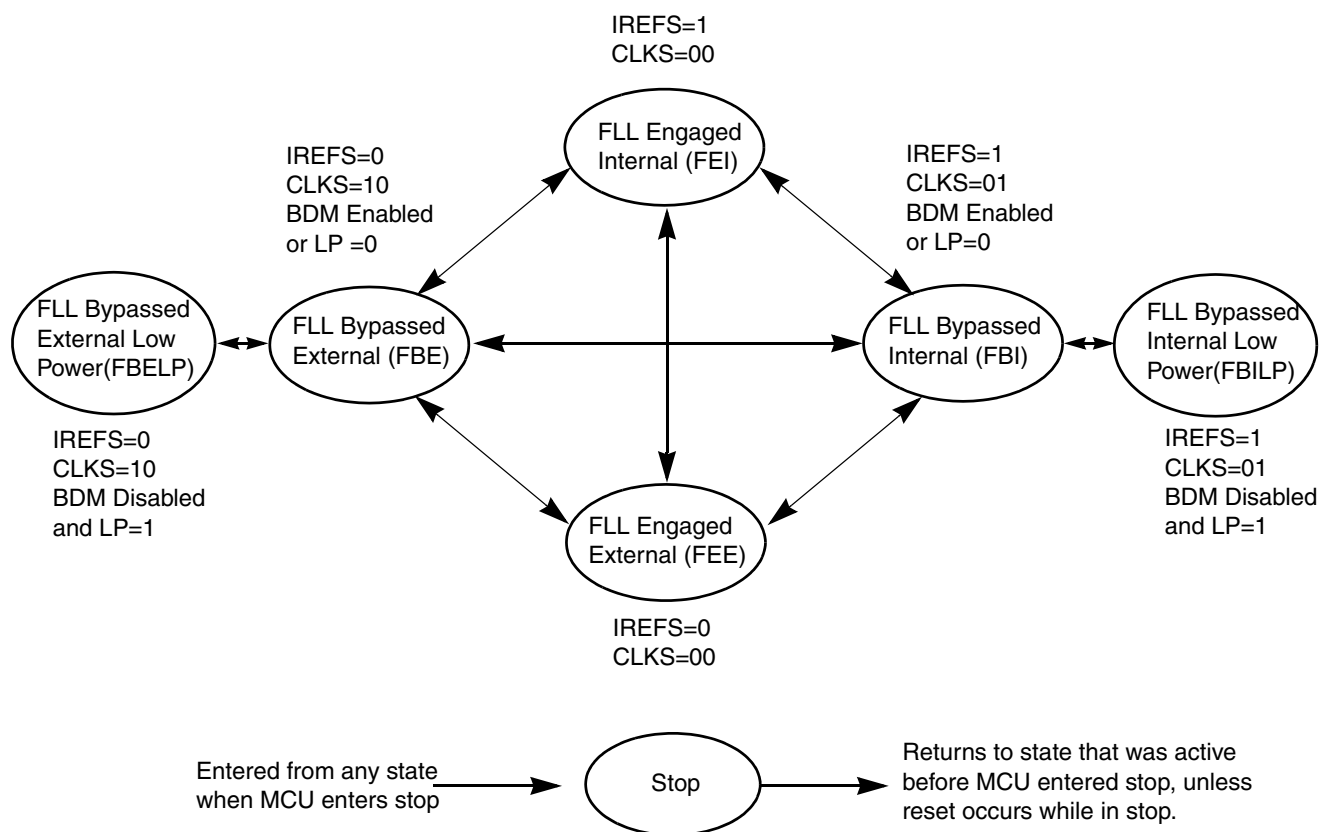 IREFS=1
CLKS=00
FLL Engaged
Internal (FEI)
IREFS=0
CLKS=10
BDM Enabled
or LP =0
IREFS=1
CLKS=01
BDM Enabled
or LP=0
FLL Bypassed
External Low
Power(FBELP)
FLL Bypassed
External (FBE)
FLL Bypassed
Internal (FBI)
FLL Bypassed
Internal Low
Power(FBILP)
IREFS=0
CLKS=10
BDM Disabled
and LP=1
IREFS=1
CLKS=01
BDM Disabled
and LP=1
FLL Engaged
External (FEE)
IREFS=0
CLKS=00
Entered from any state
when MCU enters stop
Stop
Returns to state that was active
before MCU entered stop, unless
reset occurs while in stop.